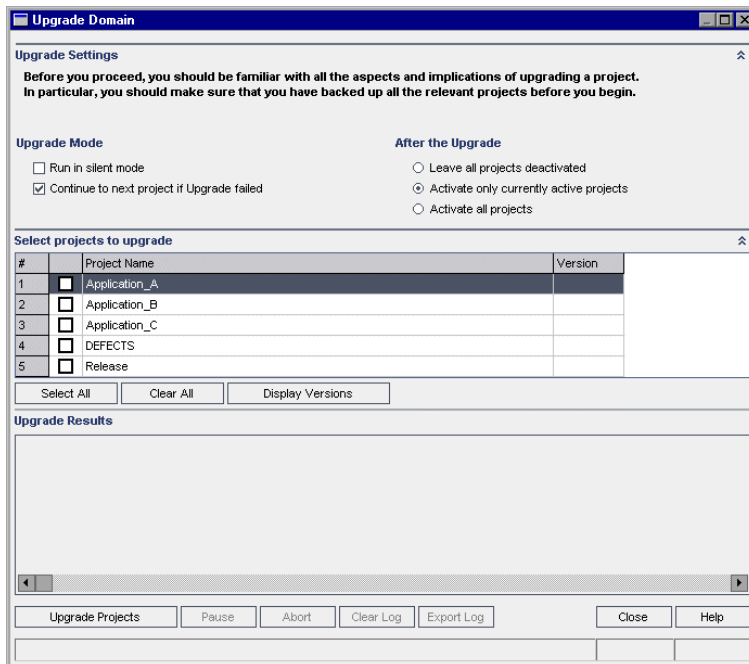 Upgrade Domain
Upgrade Settings
Before you proceed, you should be familiar with all the aspects and implications of upgrading a project.
In particular, you should make sure that you have backed up all the relevant projects before you begin.
Upgrade Mode
Run in silent mode
Continue to next project if Upgrade failed
After the Upgrade
Leave all projects deactivated
Activate only currently active projects
Activate all projects
Select projects to upgrade
# Project Name Version
1 Application_A
2 Application_B
3 Application_C
4 DEFECTS
5 Release
Select All Clear All Display Versions
Upgrade Results
Upgrade Projects Pause Abort Clear Log Export Log Close Help